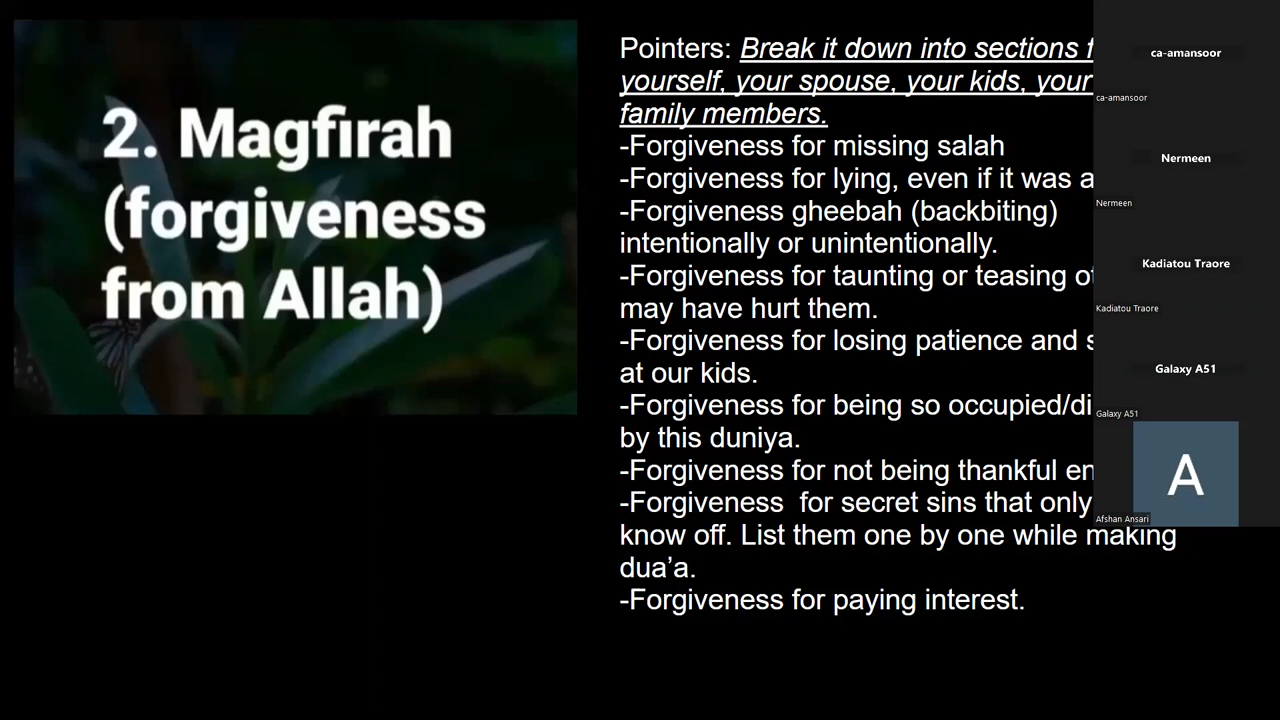 2. Magfirah
(forgiveness
from Allah)
Pointers: Break it down into sections
yourself, your spouse, your kids, your
family members.
-Forgiveness for missing salah
-Forgiveness for lying, even if it was a
-Forgiveness gheebah (backbiting)
intentionally or unintentionally.
-Forgiveness for taunting or teasing
may have hurt them.
-Forgiveness for losing patience and
at our kids.
-Forgiveness for being so occupied/
by this duniya.
-Forgiveness for not being thankful
-Forgiveness  for secret sins that only
know off. List them one by one while making
dua’a.
-Forgiveness for paying interest.
ca-amansoor
ca-amansoor
Nermeen
Nermeen
Kadiatou Traore
Kadiatou Traore
Galaxy A51
Galaxy A51
A
Afshan Ansari